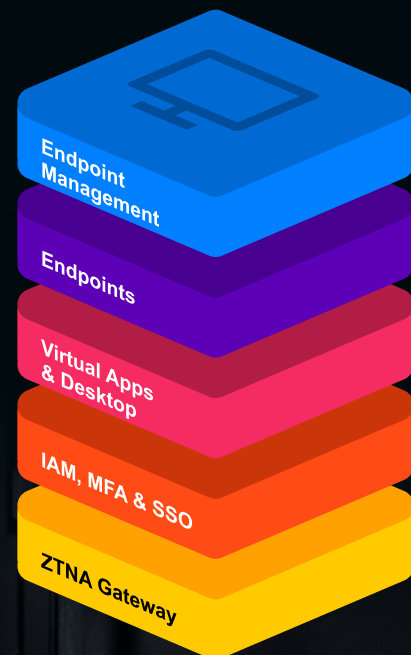 Endpoint
Management
Endpoints
Virtual Apps
& Desktop
IAM, MFA & SSO
ZTNA Gateway